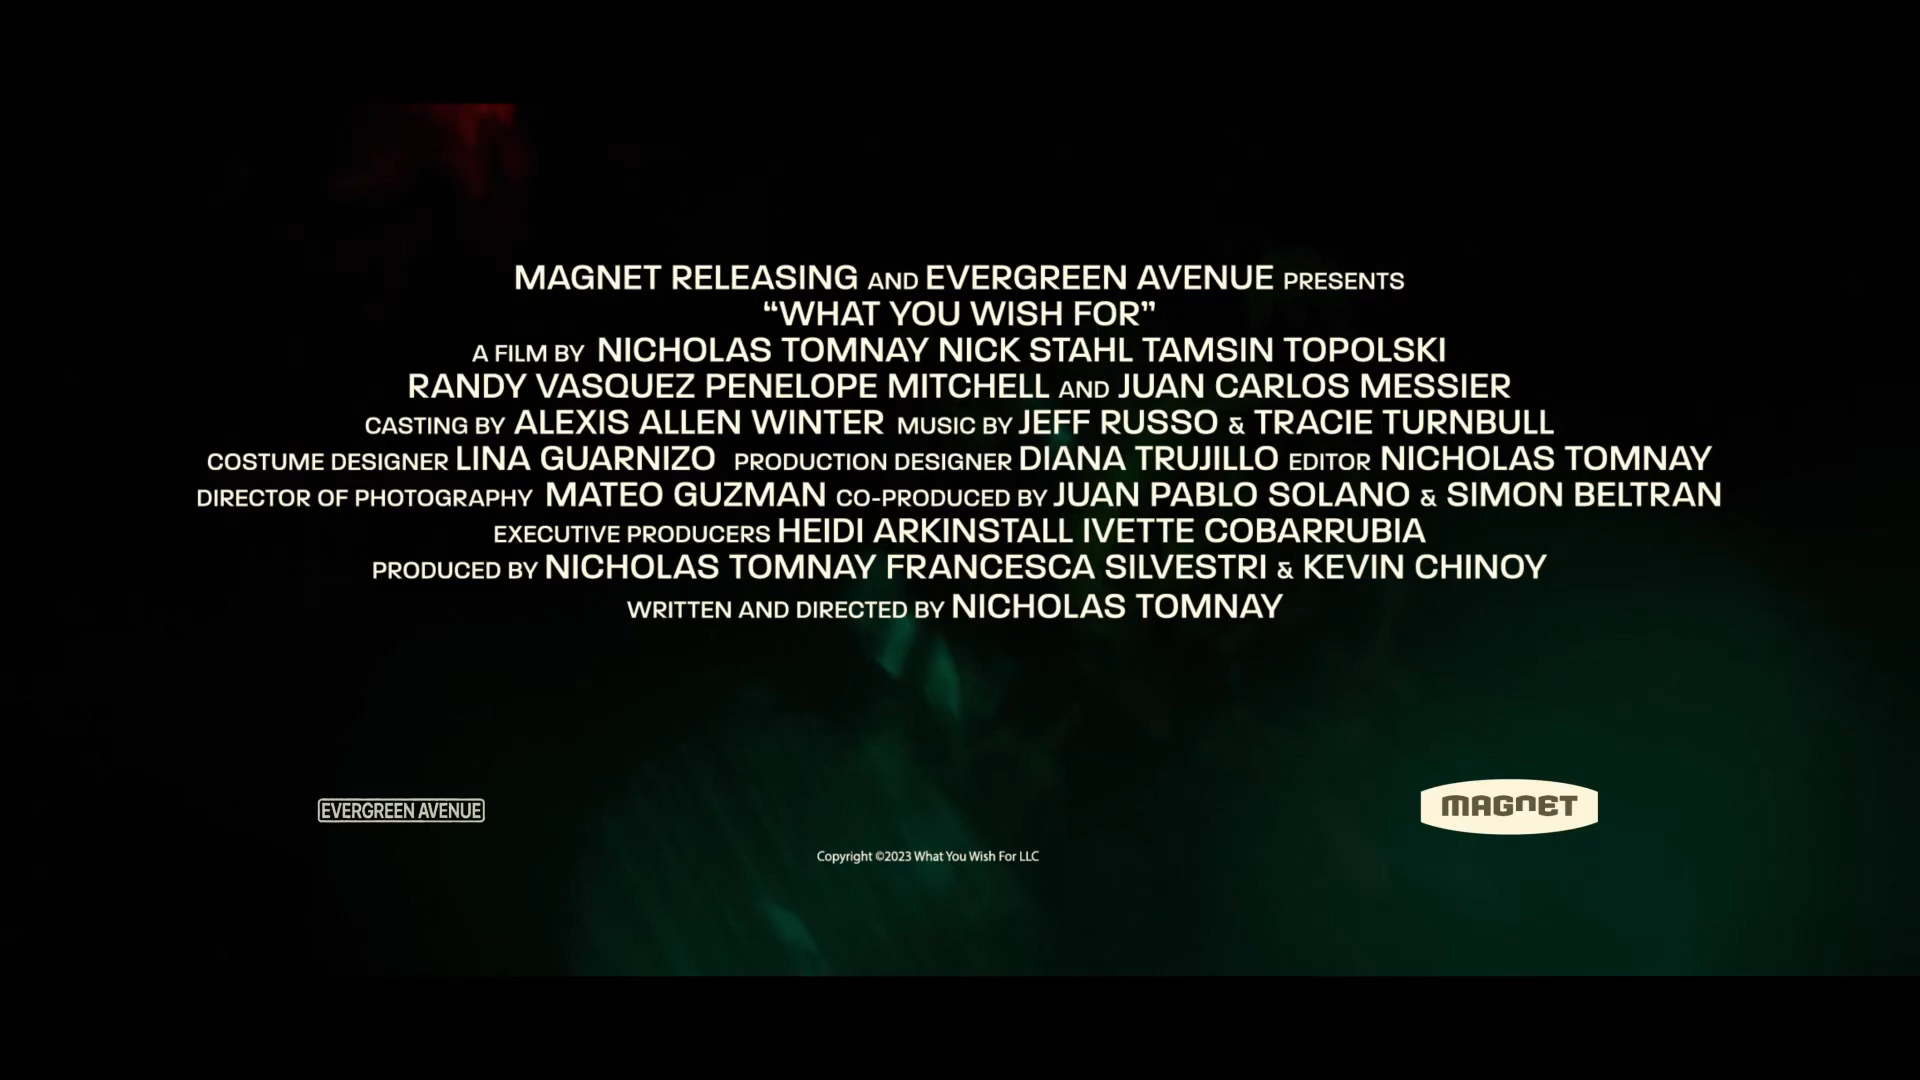 MAGNET RELEASING AND EVERGREEN AVENUE PRESENTS
“WHAT YOU WISH FOR”
A FILM BY NICHOLAS TOMNAY NICK STAHL TAMSIN TOPOLSKI
RANDY VASQUEZ PENELOPE MITCHELL AND JUAN CARLOS MESSIER
CASTING BY ALEXIS ALLEN WINTER MUSIC BY JEFF RUSSO & TRACIE TURNBULL
COSTUME DESIGNER LINA GUARNIZO PRODUCTION DESIGNER DIANA TRUJILLO EDITOR NICHOLAS TOMNAY
DIRECTOR OF PHOTOGRAPHY MATEO GUZMAN CO-PRODUCED BY JUAN PABLO SOLANO & SIMON BELTRAN
EXECUTIVE PRODUCERS HEIDI ARKINSTALL IVETTE COBARRUBIA
PRODUCED BY NICHOLAS TOMNAY FRANCESCA SILVESTRI & KEVIN CHINOY
WRITTEN AND DIRECTED BY NICHOLAS TOMNAY
EVERGREEN AVENUE
MAGNET
Copyright ©2023 What You Wish For LLC